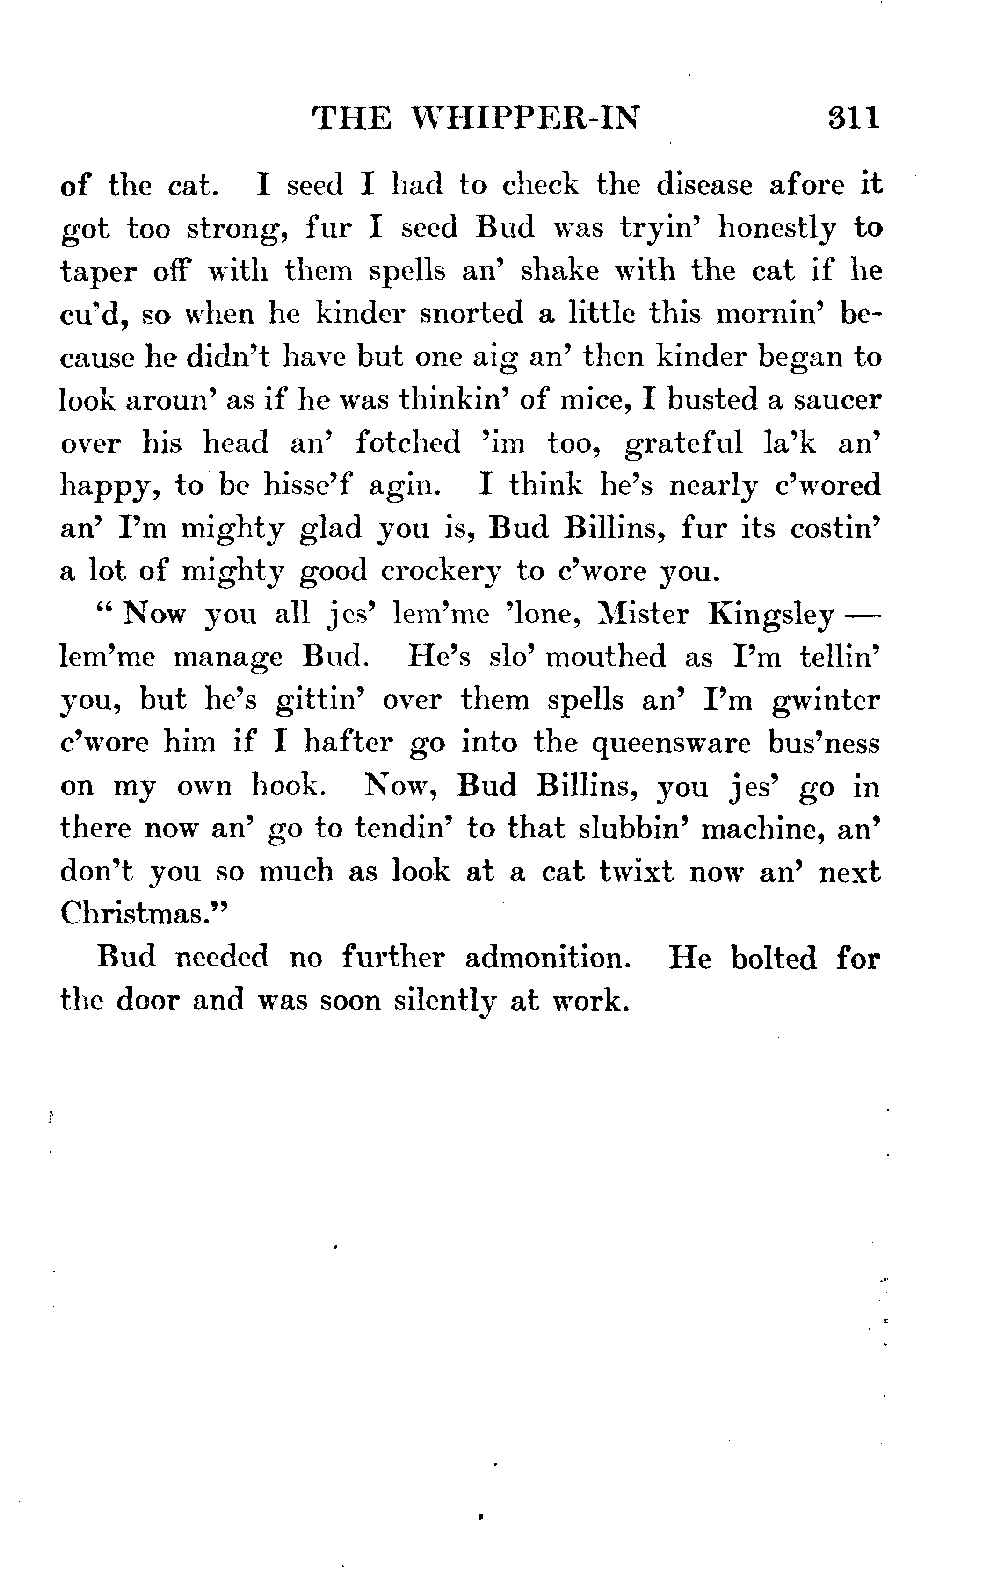 THE WHIPPER-IN 311
of the cat. I seed I had to check the disease afore it
got too strong, fur I seed Bud was tryin' honestly to
taper off with them spells an' shake with the cat if he
cu'd, so when he kinder snorted a little this mornin' be-
cause he didn't have but one aig an' then kinder began to
look aroun' as if he was thinkin' of mice, I busted a saucer
over his head an' fotched 'im too, grateful la'k an'
happy, to be hisse'f agin. I think he's nearly c'wored
an' I'm mighty glad you is, Bud Billins, fur its costin'
a lot of mighty good crockery to c'wore you.
“ Now you all jes' lem'me 'lone, Mister Kingsley —
lem'me manage Bud. He's slo' mouthed as I'm tellin'
you, but he's gittin' over them spells an' I'm gwinter
c'wore him if I hafter go into the queensware bus'ness
on my own hook. Now, Bud Billins, you jes' go in
there now an' go to tendin' to that slubbin' machine, an'
don't you so much as look at a cat twixt now an' next
Christmas.”
Bud needed no further admonition. He bolted for
the door and was soon silently at work.